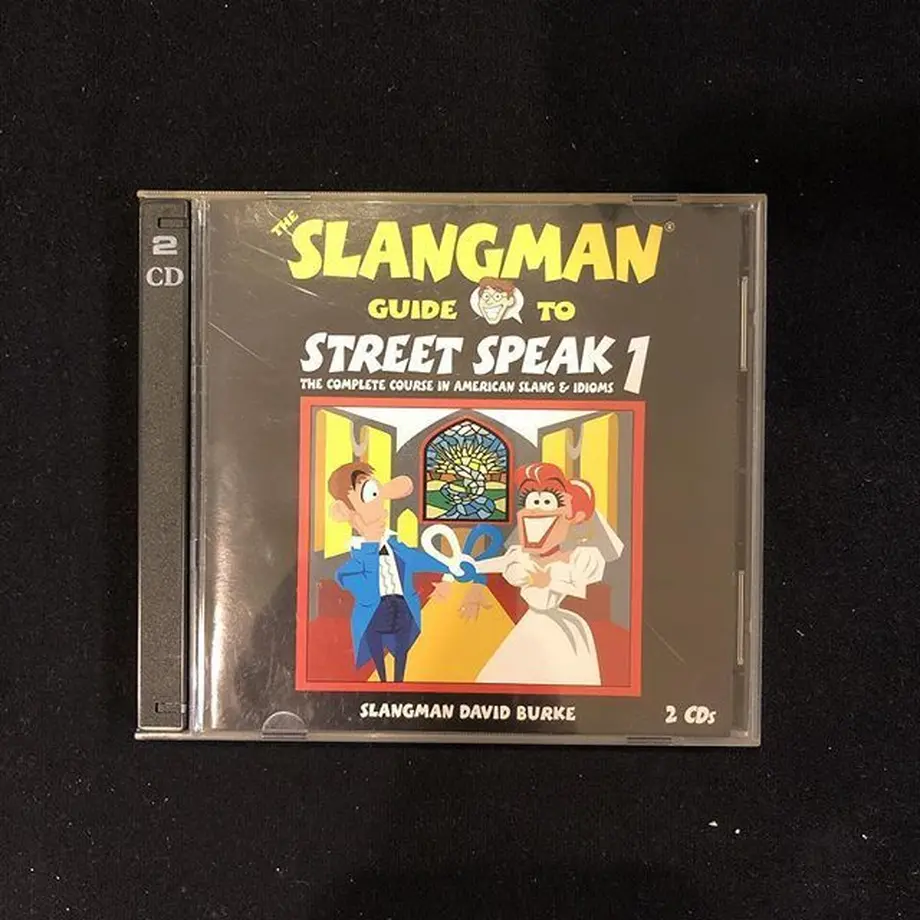 2
CD
THE
SLANGMAN®
GUIDE TO
STREET SPEAK 1
THE COMPLETE COURSE IN AMERICAN SLANG & IDIOMS
SLANGMAN DAVID BURKE
2 CDs